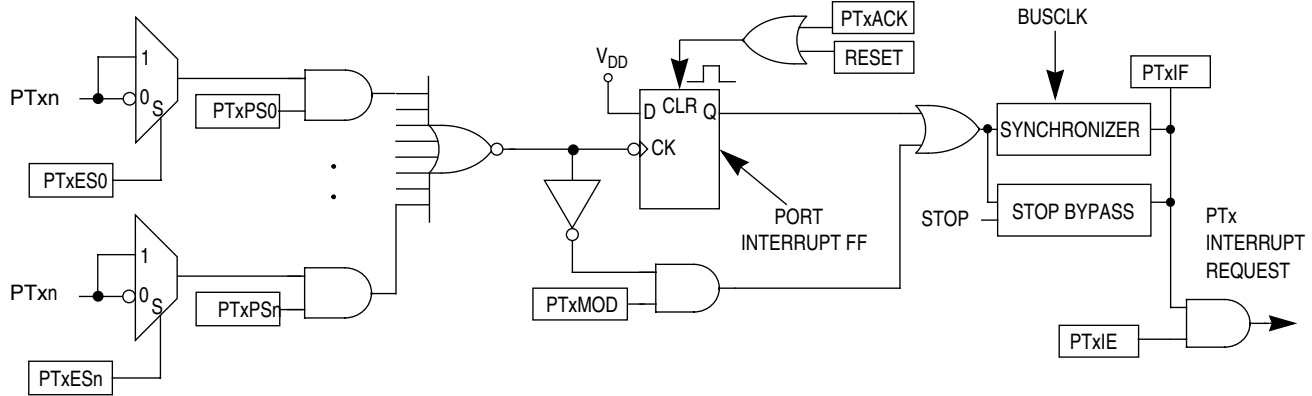 PTxn
1
0
S
PTxES0
PTxPS0
PTxn
1
0
S
PTxESn
PTxPSn
VDD
D CLR Q
CK
PTxACK
RESET
PORT
INTERRUPT FF
PTxMOD
BUSCLK
SYNCHRONIZER
STOP
STOP BYPASS
PTxIF
PTx
INTERRUPT
REQUEST
PTxIE